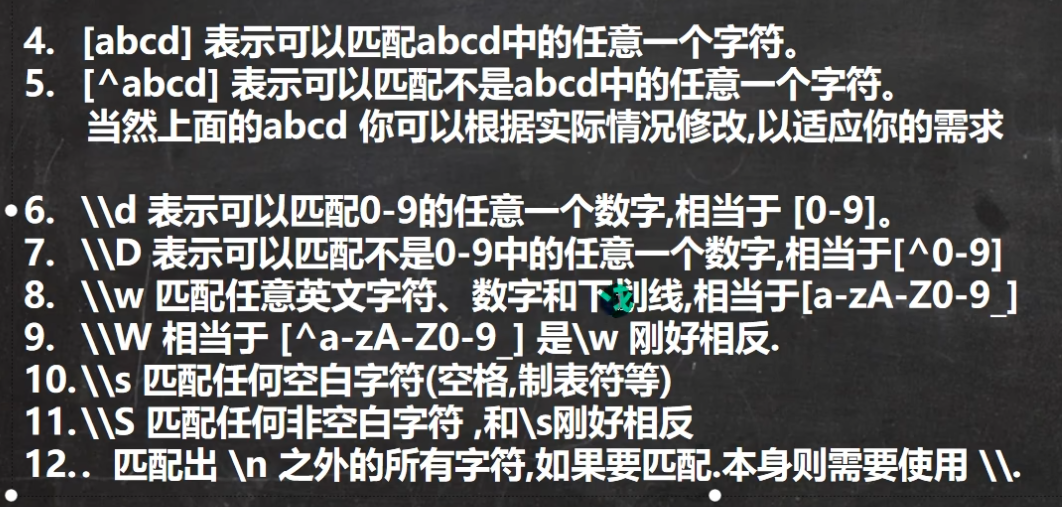 4. [abcd] 表示可以匹配abcd中的任意一个字符。
5. [^abcd] 表示可以匹配不是abcd中的任意一个字符。
当然上面的abcd 你可以根据实际情况修改,以适应你的需求
6. \\d 表示可以匹配0-9的任意一个数字,相当于 [0-9]。
7. \\D 表示可以匹配不是0-9中的任意一个数字,相当于[^0-9]
8. \\w 匹配任意英文字符、数字和下划线,相当于[a-zA-Z0-9_]
9. \\W 相当于 [^a-zA-Z0-9_] 是\w 刚好相反.
10. \\s 匹配任何空白字符(空格,制表符等)
11. \\S 匹配任何非空白字符 ,和\s刚好相反
12. . 匹配出 \n 之外的所有字符,如果要匹配.本身则需要使用 \\.